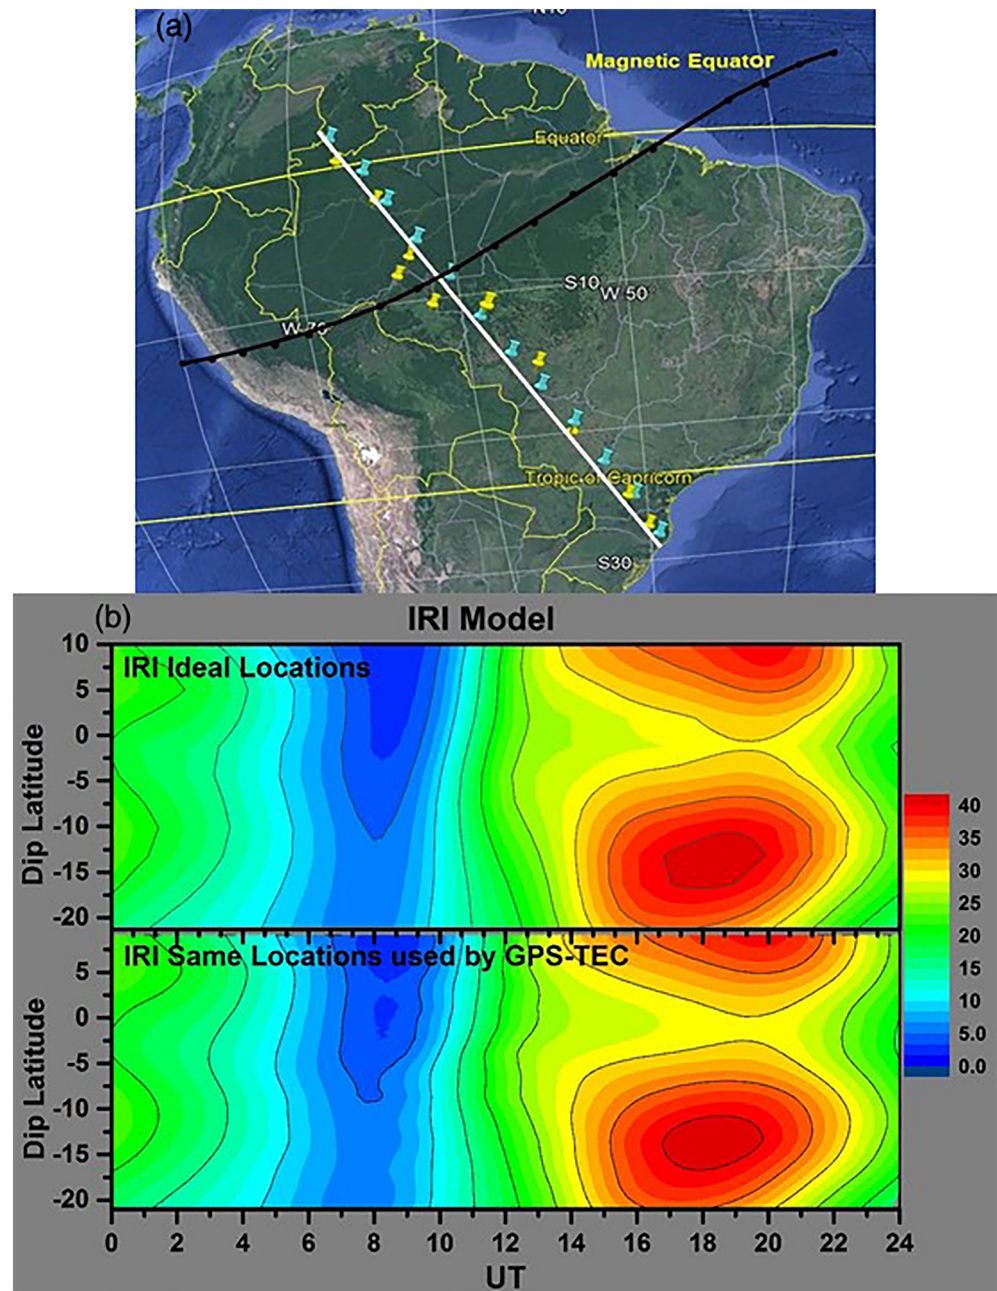 (a)
N10
Magnetic Equator
Equator
S10 W 50
W 70
Tropic of Capricorn
S30
(b)
IRI Model
IRI Ideal Locations
10
5
0
-5
-10
-15
-20
Dip Latitude
IRI Same Locations used by GPS-TEC
5
0
-5
-10
-15
-20
Dip Latitude
0 2 4 6 8 10 12 14 16 18 20 22 24
UT
40
35
30
25
20
15
10
5.0
0.0